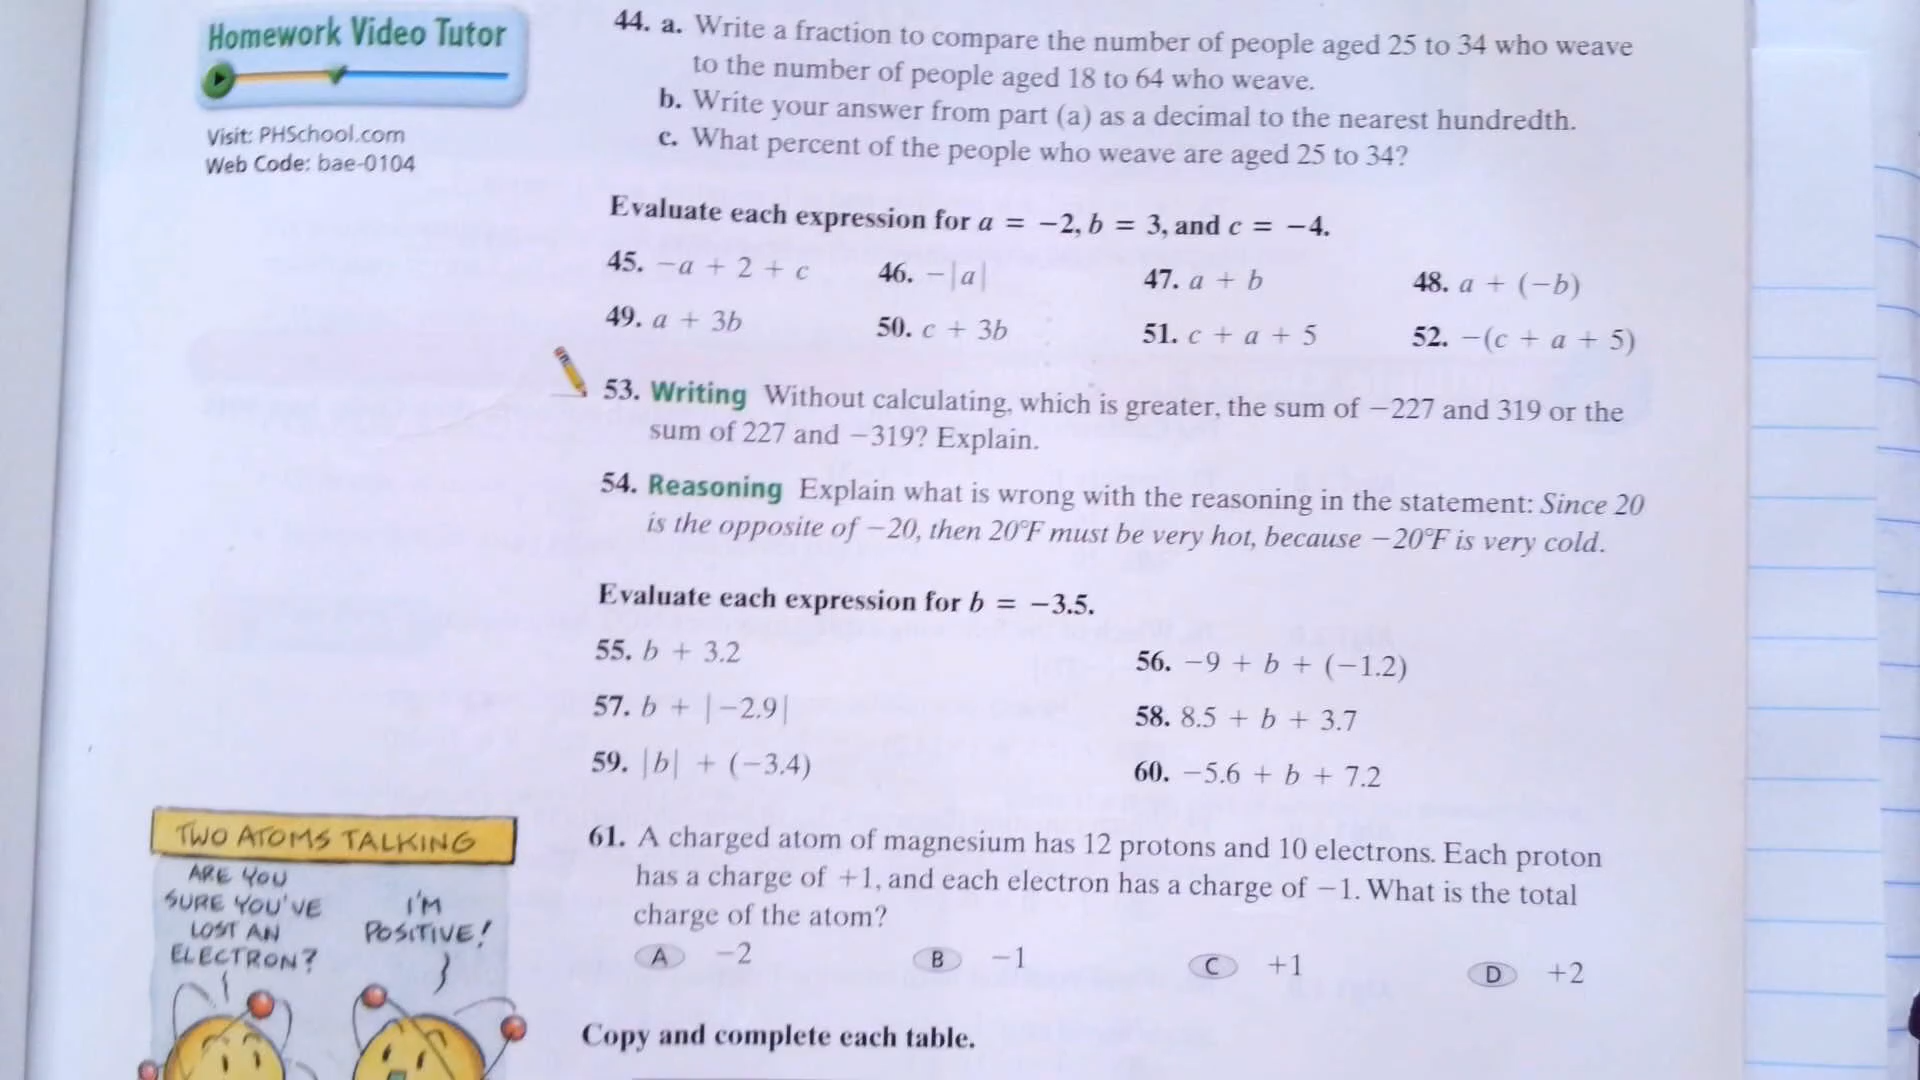 Homework Video Tutor
Visit: PHSchool.com
Web Code: bae-0104
44. a. Write a fraction to compare the number of people aged 25 to 34 who weave
to the number of people aged 18 to 64 who weave.
b. Write your answer from part (a) as a decimal to the nearest hundredth.
c. What percent of the people who weave are aged 25 to 34?
Evaluate each expression for a = −2, b = 3, and c = −4.
45. −a + 2 + c 46. −|a| 47. a + b 48. a + (−b)
49. a + 3b 50. c + 3b 51. c + a + 5 52. −(c + a + 5)
53. Writing Without calculating, which is greater, the sum of −227 and 319 or the
sum of 227 and −319? Explain.
54. Reasoning Explain what is wrong with the reasoning in the statement: Since 20
is the opposite of −20, then 20°F must be very hot, because −20°F is very cold.
Evaluate each expression for b = −3.5.
55. b + 3.2 56. −9 + b + (−1.2)
57. b + |−2.9| 58. 8.5 + b + 3.7
59. |b| + (−3.4) 60. −5.6 + b + 7.2
61. A charged atom of magnesium has 12 protons and 10 electrons. Each proton
has a charge of +1, and each electron has a charge of −1. What is the total
charge of the atom?
A −2 B −1 C +1 D +2
Copy and complete each table.
TWO ATOMS TALKING
ARE YOU
SURE YOU'VE
LOST AN
ELECTRON?
I'M
POSITIVE!